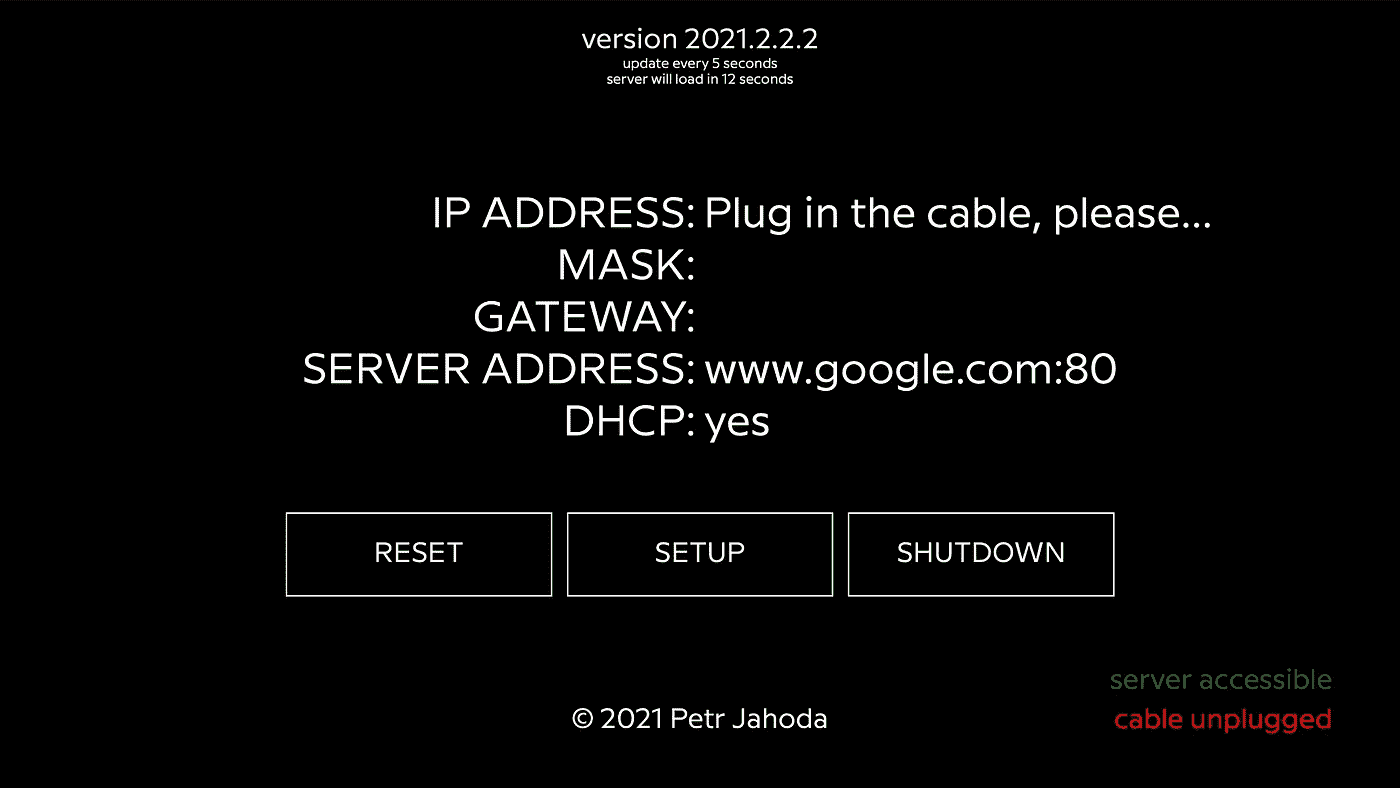 version 2021.2.2.2
update every 5 seconds
server will load in 12 seconds
IP ADDRESS: Plug in the cable, please...
MASK:
GATEWAY:
SERVER ADDRESS: www.google.com:80
DHCP: yes
RESET SETUP SHUTDOWN
server accessible
© 2021 Petr Jahoda
cable unplugged